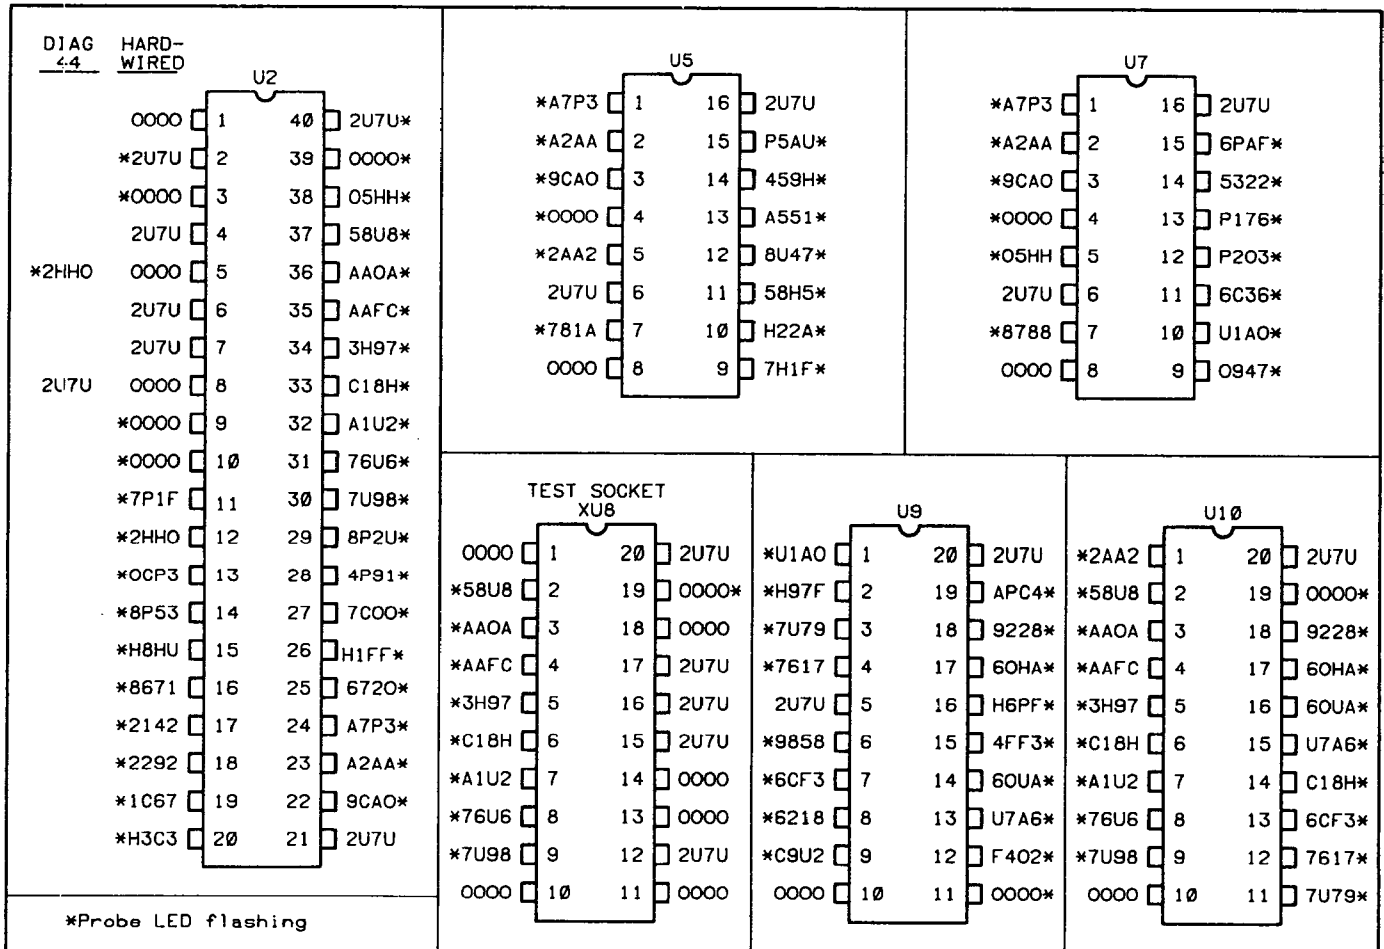 DIAG HARD-
4.4 WIRED
U2
0000 1 40 2U7U*
*2U7U 2 39 0000*
*0000 3 38 05HH*
2U7U 4 37 58U8*
*2HH0 0000 5 36 AA0A*
2U7U 6 35 AAFC*
2U7U 7 34 3H97*
2U7U 0000 8 33 C18H*
*0000 9 32 A1U2*
*0000 10 31 76U6*
*7P1F 11 30 7U98*
*2HH0 12 29 8P2U*
*0CP3 13 28 4P91*
*8P53 14 27 7C00*
*H8HU 15 26 H1FF*
*8671 16 25 6720*
*2142 17 24 A7P3*
*2292 18 23 A2AA*
*1C67 19 22 9CA0*
*H3C3 20 21 2U7U
*Probe LED flashing
U5
*A7P3 1 16 2U7U
*A2AA 2 15 P5AU*
*9CA0 3 14 459H*
*0000 4 13 A551*
*2AA2 5 12 8U47*
2U7U 6 11 58H5*
*781A 7 10 H22A*
0000 8 9 7H1F*
U7
*A7P3 1 16 2U7U
*A2AA 2 15 6PAF*
*9CA0 3 14 5322*
*0000 4 13 P176*
*05HH 5 12 P203*
2U7U 6 11 6C36*
*8788 7 10 U1A0*
0000 8 9 0947*
TEST SOCKET
XU8
0000 1 20 2U7U
*58U8 2 19 0000*
*AA0A 3 18 0000
*AAFC 4 17 2U7U
*3H97 5 16 2U7U
*C18H 6 15 2U7U
*A1U2 7 14 0000
*76U6 8 13 0000
*7U98 9 12 2U7U
0000 10 11 0000
U9
*U1A0 1 20 2U7U
*H97F 2 19 APC4*
*7U79 3 18 9228*
*7617 4 17 60HA*
2U7U 5 16 H6PF*
*9858 6 15 4FF3*
*6CF3 7 14 60UA*
*6218 8 13 U7A6*
*C9U2 9 12 F402*
0000 10 11 0000*
U10
*2AA2 1 20 2U7U
*58U8 2 19 0000*
*AA0A 3 18 9228*
*AAFC 4 17 60HA*
*3H97 5 16 60UA*
*C18H 6 15 U7A6*
*A1U2 7 14 C18H*
*76U6 8 13 6CF3*
*7U98 9 12 7617*
0000 10 11 7U79*